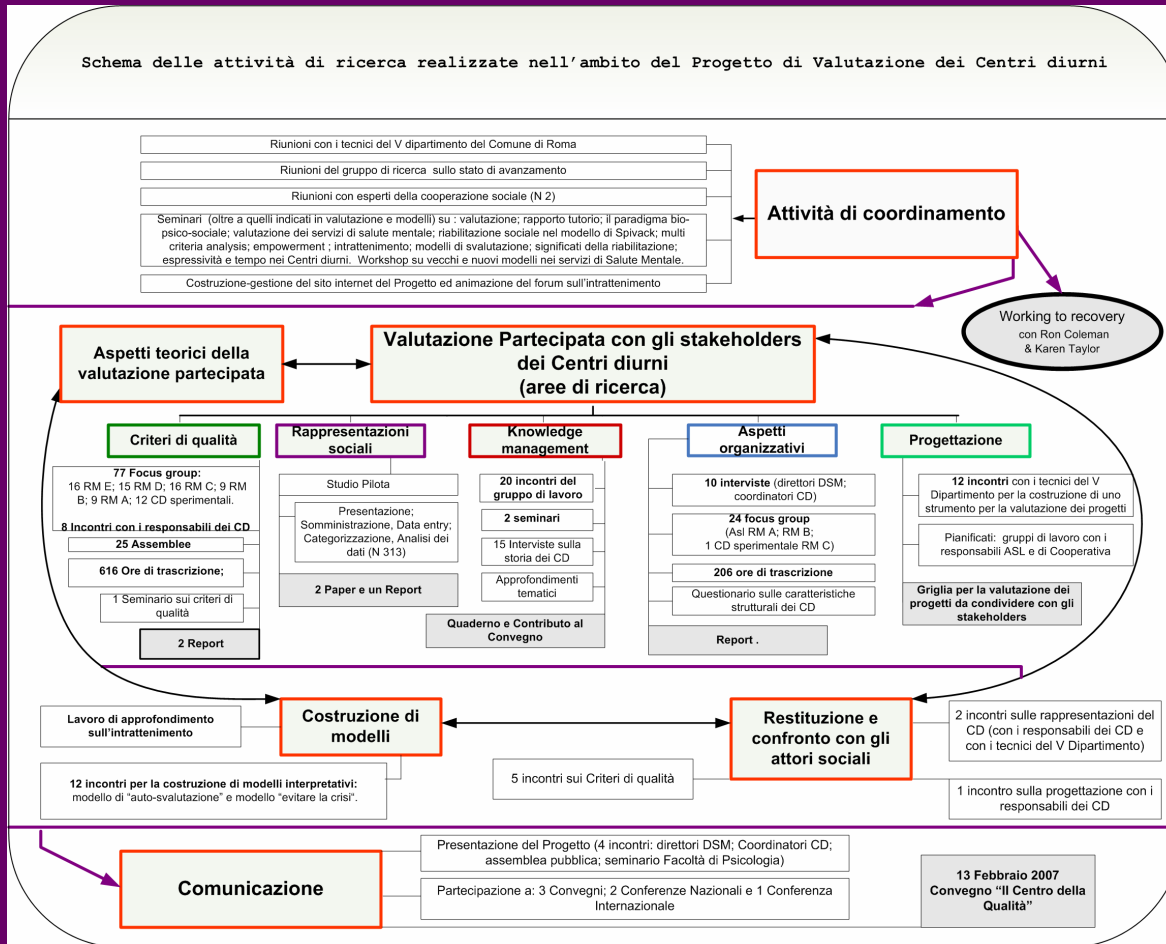 Schema delle attività di ricerca realizzate nell'ambito del Progetto di Valutazione dei Centri diurni
Riunioni con i tecnici del V dipartimento del Comune di Roma
Riunioni del gruppo di ricerca sullo stato di avanzamento
Riunioni con esperti della cooperazione sociale (N 2)
Seminari (oltre a quelli indicati in valutazione e modelli) su : valutazione; rapporto tutorio; il paradigma bio-
psico-sociale; valutazione dei servizi di salute mentale; riabilitazione sociale nel modello di Spivack; multi
criteria analysis; empowerment ; intrattenimento; modelli di svalutazione; significati della riabilitazione;
espressività e tempo nei Centri diurni. Workshop su vecchi e nuovi modelli nei servizi di Salute Mentale.
Costruzione-gestione del sito internet del Progetto ed animazione del forum sull'intrattenimento
Attività di coordinamento
Working to recovery
con Ron Coleman
& Karen Taylor
Aspetti teorici della
valutazione partecipata
Valutazione Partecipata con gli stakeholders
dei Centri diurni
(aree di ricerca)
Criteri di qualità
77 Focus group:
16 RM E; 15 RM D; 16 RM C; 9 RM
B; 9 RM A; 12 CD sperimentali.
8 Incontri con i responsabili dei CD
25 Assemblee
616 Ore di trascrizione;
1 Seminario sui criteri di
qualità
2 Report
Rappresentazioni
sociali
Studio Pilota
Presentazione;
Somministrazione, Data entry;
Categorizzazione, Analisi dei
dati (N 313)
2 Paper e un Report
Knowledge
management
20 incontri del
gruppo di lavoro
2 seminari
15 Interviste sulla
storia dei CD
Approfondimenti
tematici
Quaderno e Contributo al
Convegno
Aspetti
organizzativi
10 interviste (direttori DSM;
coordinatori CD)
24 focus group
(Asl RM A; RM B;
1 CD sperimentale RM C)
206 ore di trascrizione
Questionario sulle caratteristiche
strutturali dei CD
Report .
Progettazione
12 incontri con i tecnici del V
Dipartimento per la costruzione di uno
strumento per la valutazione dei progetti
Pianificati: gruppi di lavoro con i
responsabili ASL e di Cooperativa
Griglia per la valutazione dei
progetti da condividere con gli
stakeholders
Lavoro di approfondimento
sull'intrattenimento
Costruzione di
modelli
12 incontri per la costruzione di modelli interpretativi:
modello di "auto-svalutazione" e modello "evitare la crisi".
Restituzione e
confronto con gli
attori sociali
5 incontri sui Criteri di qualità
2 incontri sulle rappresentazioni del
CD (con i responsabili dei CD e
con i tecnici del V Dipartimento)
1 incontro sulla progettazione con i
responsabili dei CD
Comunicazione
Presentazione del Progetto (4 incontri: direttori DSM; Coordinatori CD;
assemblea pubblica; seminario Facoltà di Psicologia)
Partecipazione a: 3 Convegni; 2 Conferenze Nazionali e 1 Conferenza
Internazionale
13 Febbraio 2007
Convegno "Il Centro della
Qualità"